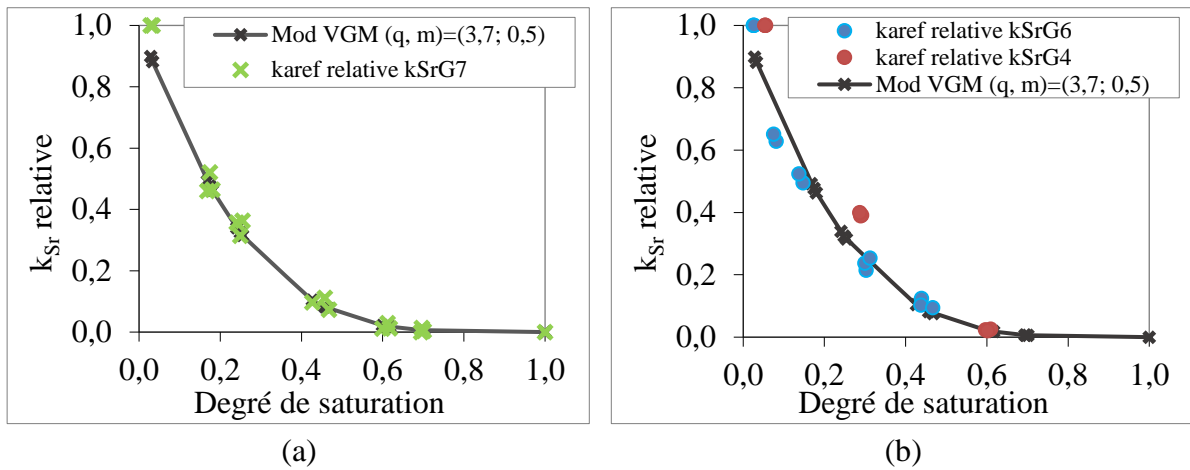 Mod VGM (q, m)=(3,7; 0,5)
karef relative kSrG7
1,0
0,8
0,6
0,4
0,2
0,0
k_Sr relative
0,0 0,2 0,4 0,6 0,8 1,0
Degré de saturation
(a)
karef relative kSrG6
karef relative kSrG4
Mod VGM (q, m)=(3,7; 0,5)
1,0
0,8
0,6
0,4
0,2
0,0
k_Sr relative
0,0 0,2 0,4 0,6 0,8 1,0
Degré de saturation
(b)